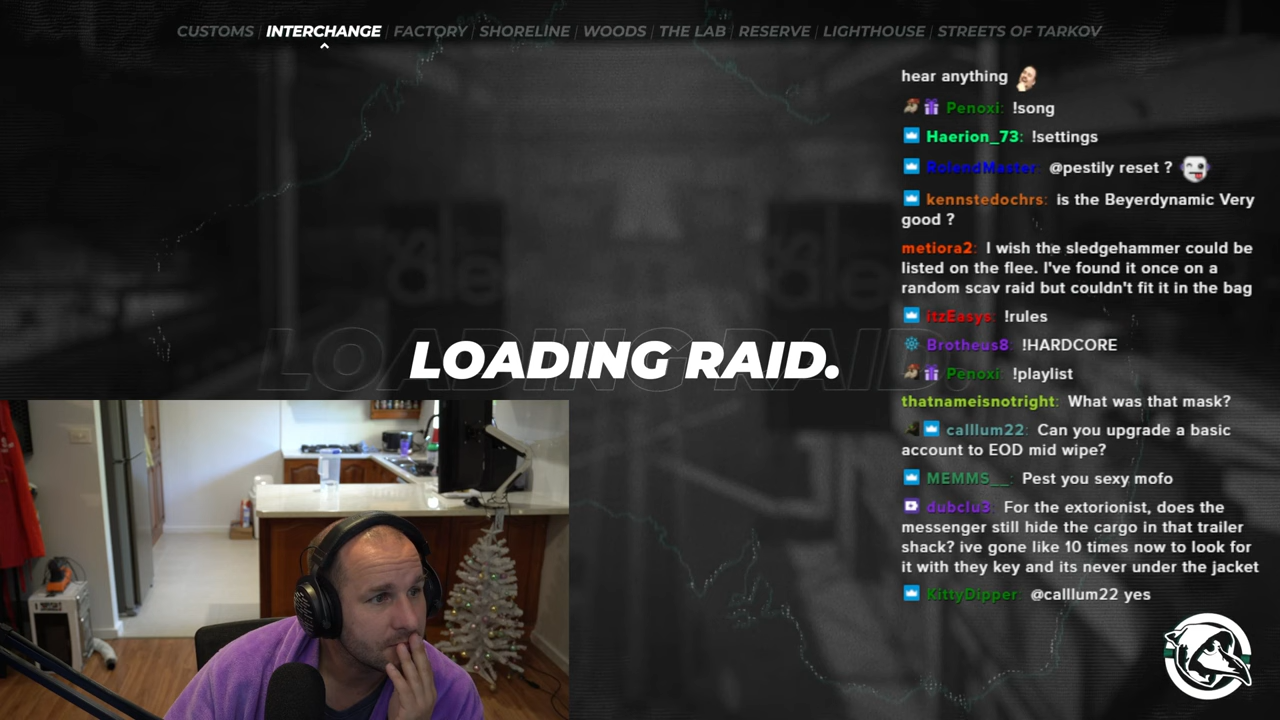 CUSTOMS / INTERCHANGE / FACTORY / SHORELINE / WOODS / THE LAB / RESERVE / LIGHTHOUSE / STREETS OF TARKOV
hear anything
Penoxi: !song
Haerion_73: !settings
RolendMaster: @pestily reset ?
kennstedochrs: is the Beyerdynamic Very
good ?
metiora2: I wish the sledgehammer could be
listed on the flee. I've found it once on a
random scav raid but couldn't fit it in the bag
itzEasys: !rules
LOADING RAID.
LOADING RAID.
Brotheus8: !HARDCORE
Penoxi: !playlist
thatnameisnotright: What was that mask?
calllum22: Can you upgrade a basic
account to EOD mid wipe?
MEMMS__: Pest you sexy mofo
dubclu3: For the extorionist, does the
messenger still hide the cargo in that trailer
shack? ive gone like 10 times now to look for
it with they key and its never under the jacket
KittyDipper: @calllum22 yes